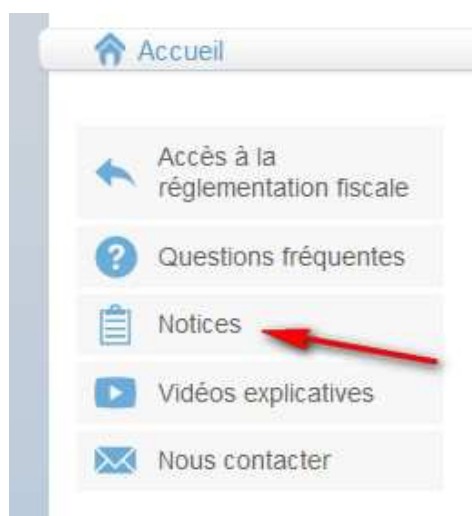 Accueil
Accès à la
réglementation fiscale
Questions fréquentes
Notices
Vidéos explicatives
Nous contacter